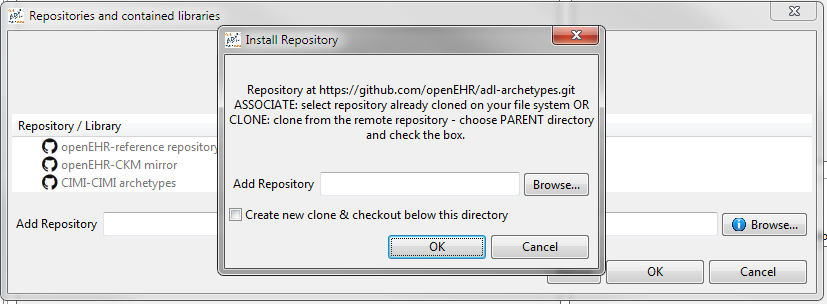 Repositories and contained libraries
Install Repository
Repository at https://github.com/openEHR/adl-archetypes.git
ASSOCIATE: select repository already cloned on your file system OR
CLONE: clone from the remote repository - choose PARENT directory
and check the box.
Repository / Library
openEHR-reference repository
openEHR-CKM mirror
CIMI-CIMI archetypes
Add Repository
Browse...
Create new clone & checkout below this directory
OK
Cancel
Add Repository
Browse...
OK
Cancel